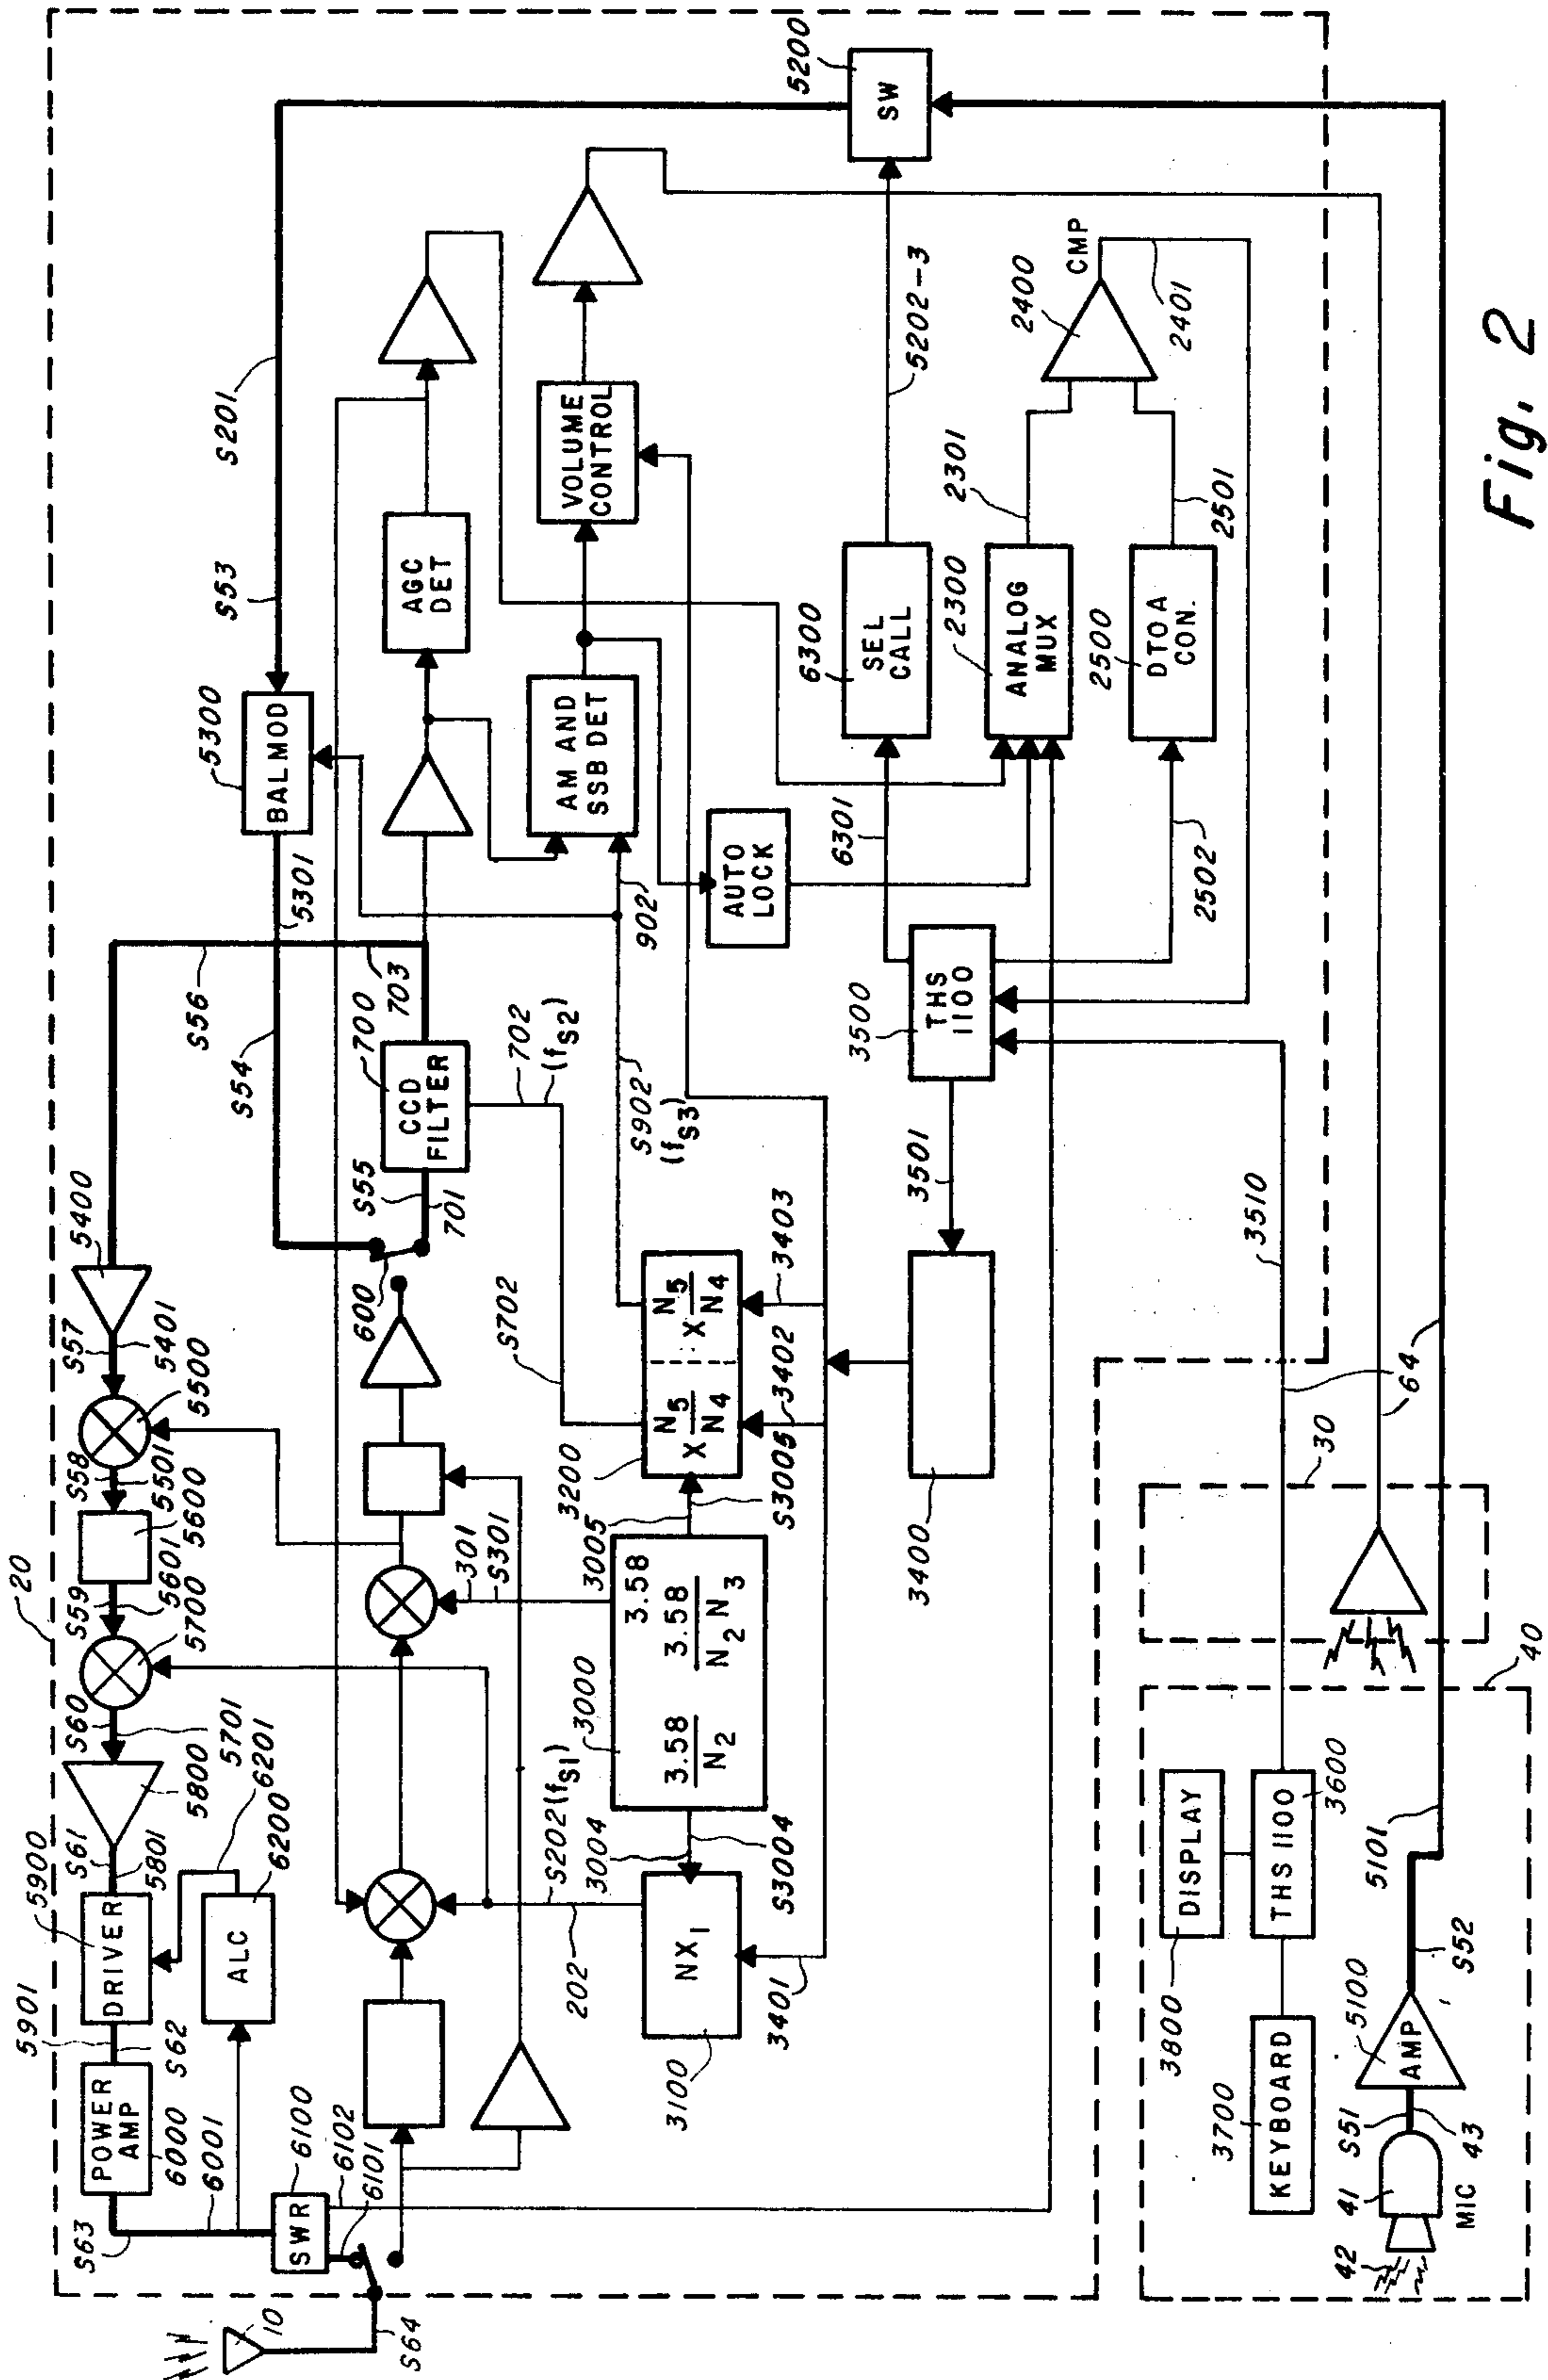 20
10
S64
S63
6001
POWER
AMP
6000
5901
S62
DRIVER
5900
S61
5801
5800
ALC
6200
6201
5701
S60
5700
S59
5601
5600
5501
S58
5500
5401
S57
5400
S56
S54
5301
BALMOD
5300
S53
S201
SWR
6100
6102
6101
600
S55
701
CCD
FILTER
700
703
702
(fS2)
AGC
DET
AM AND
SSB DET
902
S902
(fS3)
VOLUME
CONTROL
AUTO
LOCK
SW
5200
5202-3
SEL
CALL
6300
6301
ANALOG
MUX
2300
2301
D TO A
CON.
2500
2501
2502
2400
CMP
2401
THS
1100
3500
3501
3510
3400
3401
3402
3403
S702
3200
X N5/N4
X N5/N4
3005
S3005
301
S301
3000
3.58
3.58/N2
3.58/N2N3
3004
S3004
S202(fS1)
202
NX1
3100
64
30
40
DISPLAY
3800
THS 1100
3600
KEYBOARD
3700
AMP
5100
5101
S52
S51
43
41
42
MIC
Fig. 2